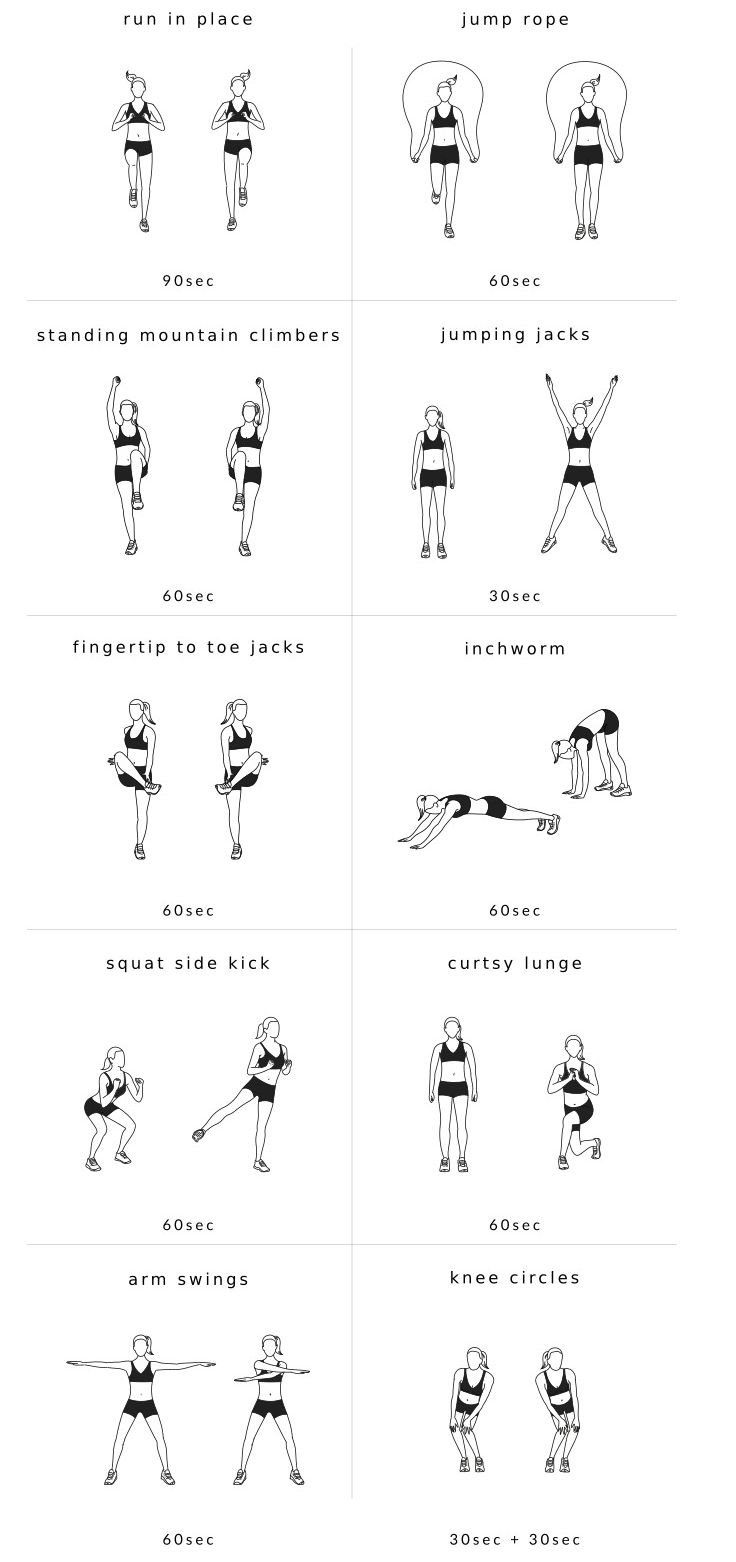 run in place
jump rope
90sec
60sec
standing mountain climbers
jumping jacks
60sec
30sec
fingertip to toe jacks
inchworm
60sec
60sec
squat side kick
curtsy lunge
60sec
60sec
arm swings
knee circles
60sec
30sec + 30sec